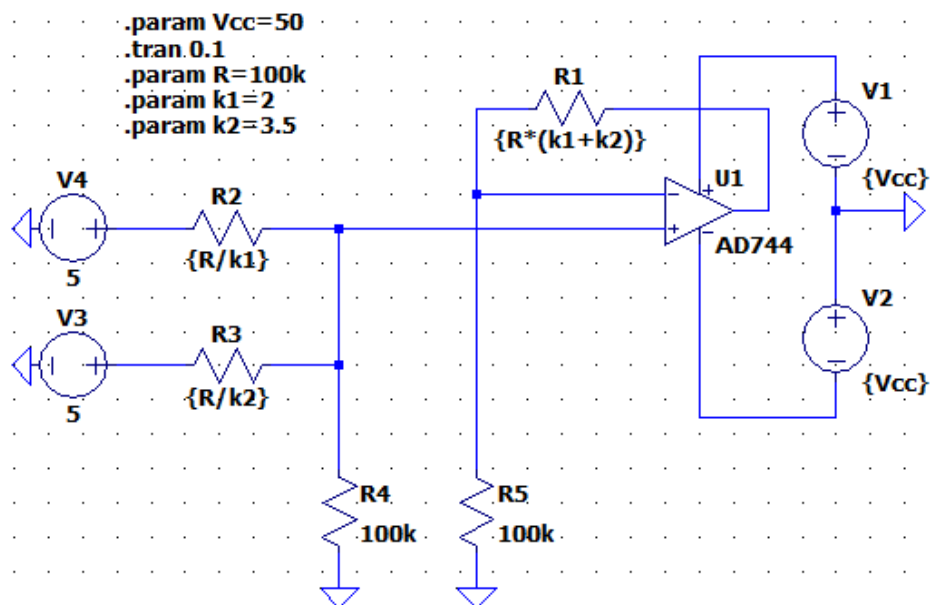 .param Vcc=50
.tran 0.1
.param R=100k
.param k1=2
.param k2=3.5
R1
{R*(k1+k2)}
V1
{Vcc}
U1
AD744
V4
5
R2
{R/k1}
V3
5
R3
{R/k2}
V2
{Vcc}
R4
100k
R5
100k